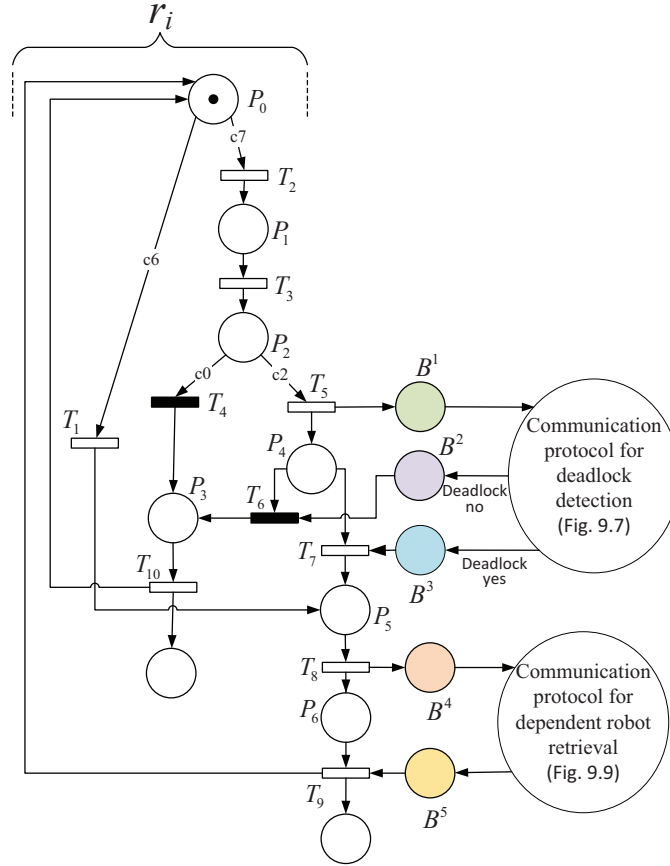 r_i
P_0
c7
T_2
P_1
c6
T_3
P_2
c0
c2
T_5
B^1
T_4
T_1
P_4
B^2
Communication
protocol for
deadlock
detection
(Fig. 9.7)
P_3
T_6
Deadlock
no
T_7
B^3
Deadlock
yes
T_10
P_5
T_8
B^4
P_6
Communication
protocol for
dependent robot
retrieval
(Fig. 9.9)
T_9
B^5